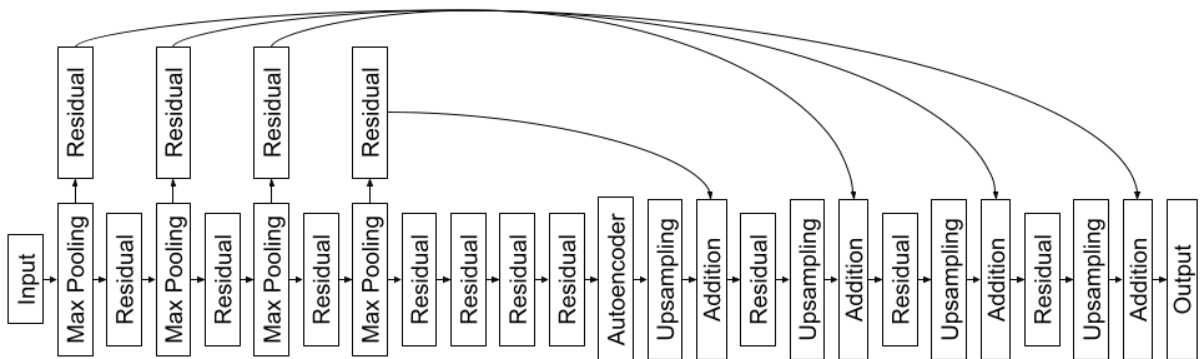 Residual
Residual
Residual
Residual
Input
Max Pooling
Residual
Max Pooling
Residual
Max Pooling
Residual
Max Pooling
Residual
Residual
Residual
Residual
Autoencoder
Upsampling
Addition
Residual
Upsampling
Addition
Residual
Upsampling
Addition
Residual
Upsampling
Addition
Output